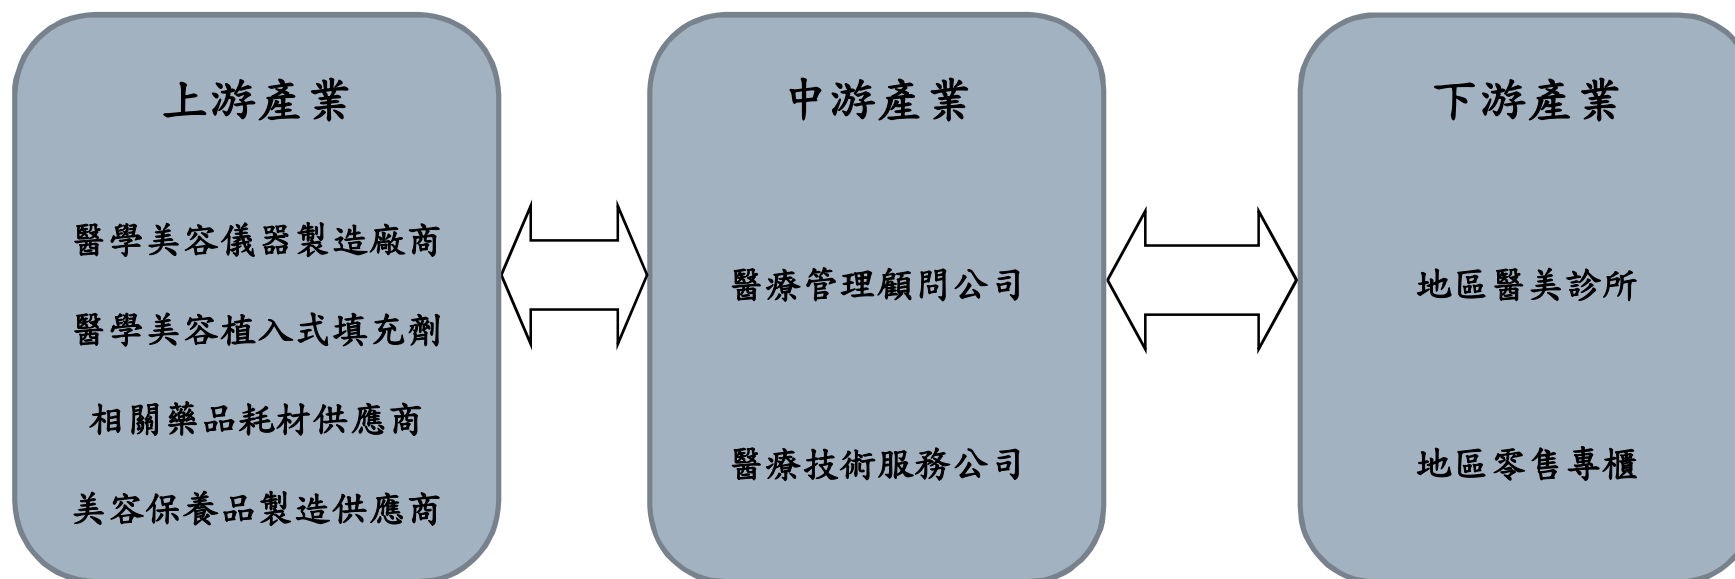 上游產業
醫學美容儀器製造廠商
醫學美容植入式填充劑
相關藥品耗材供應商
美容保養品製造供應商
中游產業
醫療管理顧問公司
醫療技術服務公司
下游產業
地區醫美診所
地區零售專櫃